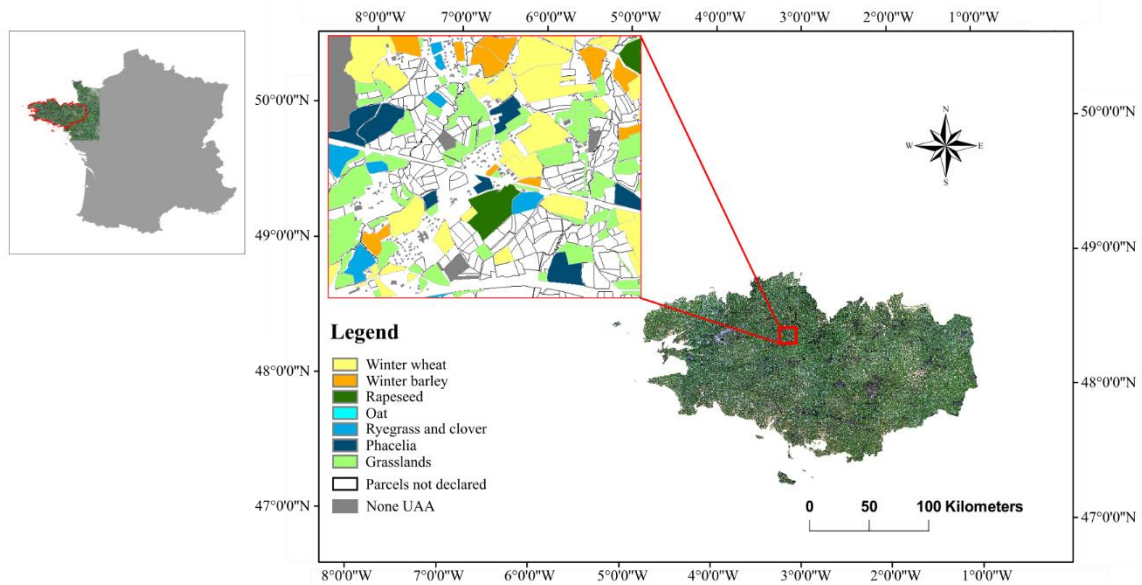 8°0'0"W 7°0'0"W 6°0'0"W 5°0'0"W 4°0'0"W 3°0'0"W 2°0'0"W 1°0'0"W
50°0'0"N 50°0'0"N
N
W E
S
49°0'0"N 49°0'0"N
Legend
Winter wheat
Winter barley
Rapeseed
Oat
Ryegrass and clover
Phacelia
Grasslands
Parcels not declared
None UAA
48°0'0"N 48°0'0"N
47°0'0"N 47°0'0"N
0 50 100 Kilometers
8°0'0"W 7°0'0"W 6°0'0"W 5°0'0"W 4°0'0"W 3°0'0"W 2°0'0"W 1°0'0"W